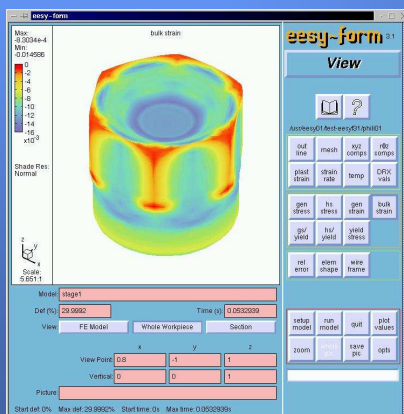 eesy-form
Max:
-8.3034e-4
Min:
-0.014586
bulk strain
0
-2
-4
-6
-8
-10
-12
-14
-16
x10-3
Shade Res:
Normal
z
y
x
Scale:
5.651:1
Model: stage1
Def (%): 29.9992
Time (s): 0.0532939
View: FE Model Whole Workpiece Section
x y z
View Point: 0.8 -1 1
Vertical: 0 0 1
Picture:
Start def: 0% Max def: 29.9992% Start time: 0s Max time: 0.0532939s
eesy-form 3.1
View
?
out line
mesh
xyz comps
rθz comps
plast strain
strain rate
temp
DRX vals
gen stress
hs stress
gen strain
bulk strain
gs/ yield
hs/ yield
yield stress
rel error
elem shape
wire frame
setup model
run model
quit
plot values
zoom
save pic
opts